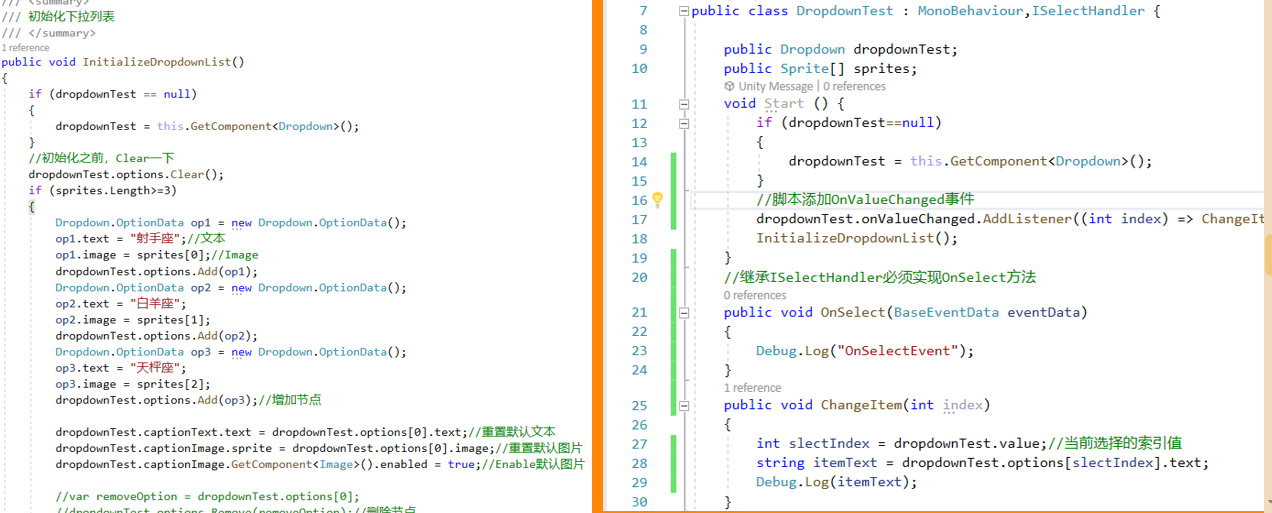 /// <summary>
/// 初始化下拉列表
/// </summary>
1 reference
public void InitializeDropdownList()
{
if (dropdownTest == null)
{
dropdownTest = this.GetComponent<Dropdown>();
}
//初始化之前，Clear一下
dropdownTest.options.Clear();
if (sprites.Length>=3)
{
Dropdown.OptionData op1 = new Dropdown.OptionData();
op1.text = "射手座";//文本
op1.image = sprites[0];//Image
dropdownTest.options.Add(op1);
Dropdown.OptionData op2 = new Dropdown.OptionData();
op2.text = "白羊座";
op2.image = sprites[1];
dropdownTest.options.Add(op2);
Dropdown.OptionData op3 = new Dropdown.OptionData();
op3.text = "天枰座";
op3.image = sprites[2];
dropdownTest.options.Add(op3);//增加节点
dropdownTest.captionText.text = dropdownTest.options[0].text;//重置默认文本
dropdownTest.captionImage.sprite = dropdownTest.options[0].image;//重置默认图片
dropdownTest.captionImage.GetComponent<Image>().enabled = true;//Enable默认图片
//var removeOption = dropdownTest.options[0];
//dropdownTest.options.Remove(removeOption);//删除节点
7 public class DropdownTest : MonoBehaviour,ISelectHandler {
8
9 public Dropdown dropdownTest;
10 public Sprite[] sprites;
Unity Message | 0 references
11 void Start () {
12 if (dropdownTest==null)
13 {
14 dropdownTest = this.GetComponent<Dropdown>();
15 }
16 //脚本添加OnValueChanged事件
17 dropdownTest.onValueChanged.AddListener((int index) => ChangeIt
18 InitializeDropdownList();
19 }
20 //继承ISelectHandler必须实现OnSelect方法
0 references
21 public void OnSelect(BaseEventData eventData)
22 {
23 Debug.Log("OnSelectEvent");
24 }
1 reference
25 public void ChangeItem(int index)
26 {
27 int slectIndex = dropdownTest.value;//当前选择的索引值
28 string itemText = dropdownTest.options[slectIndex].text;
29 Debug.Log(itemText);
30 }